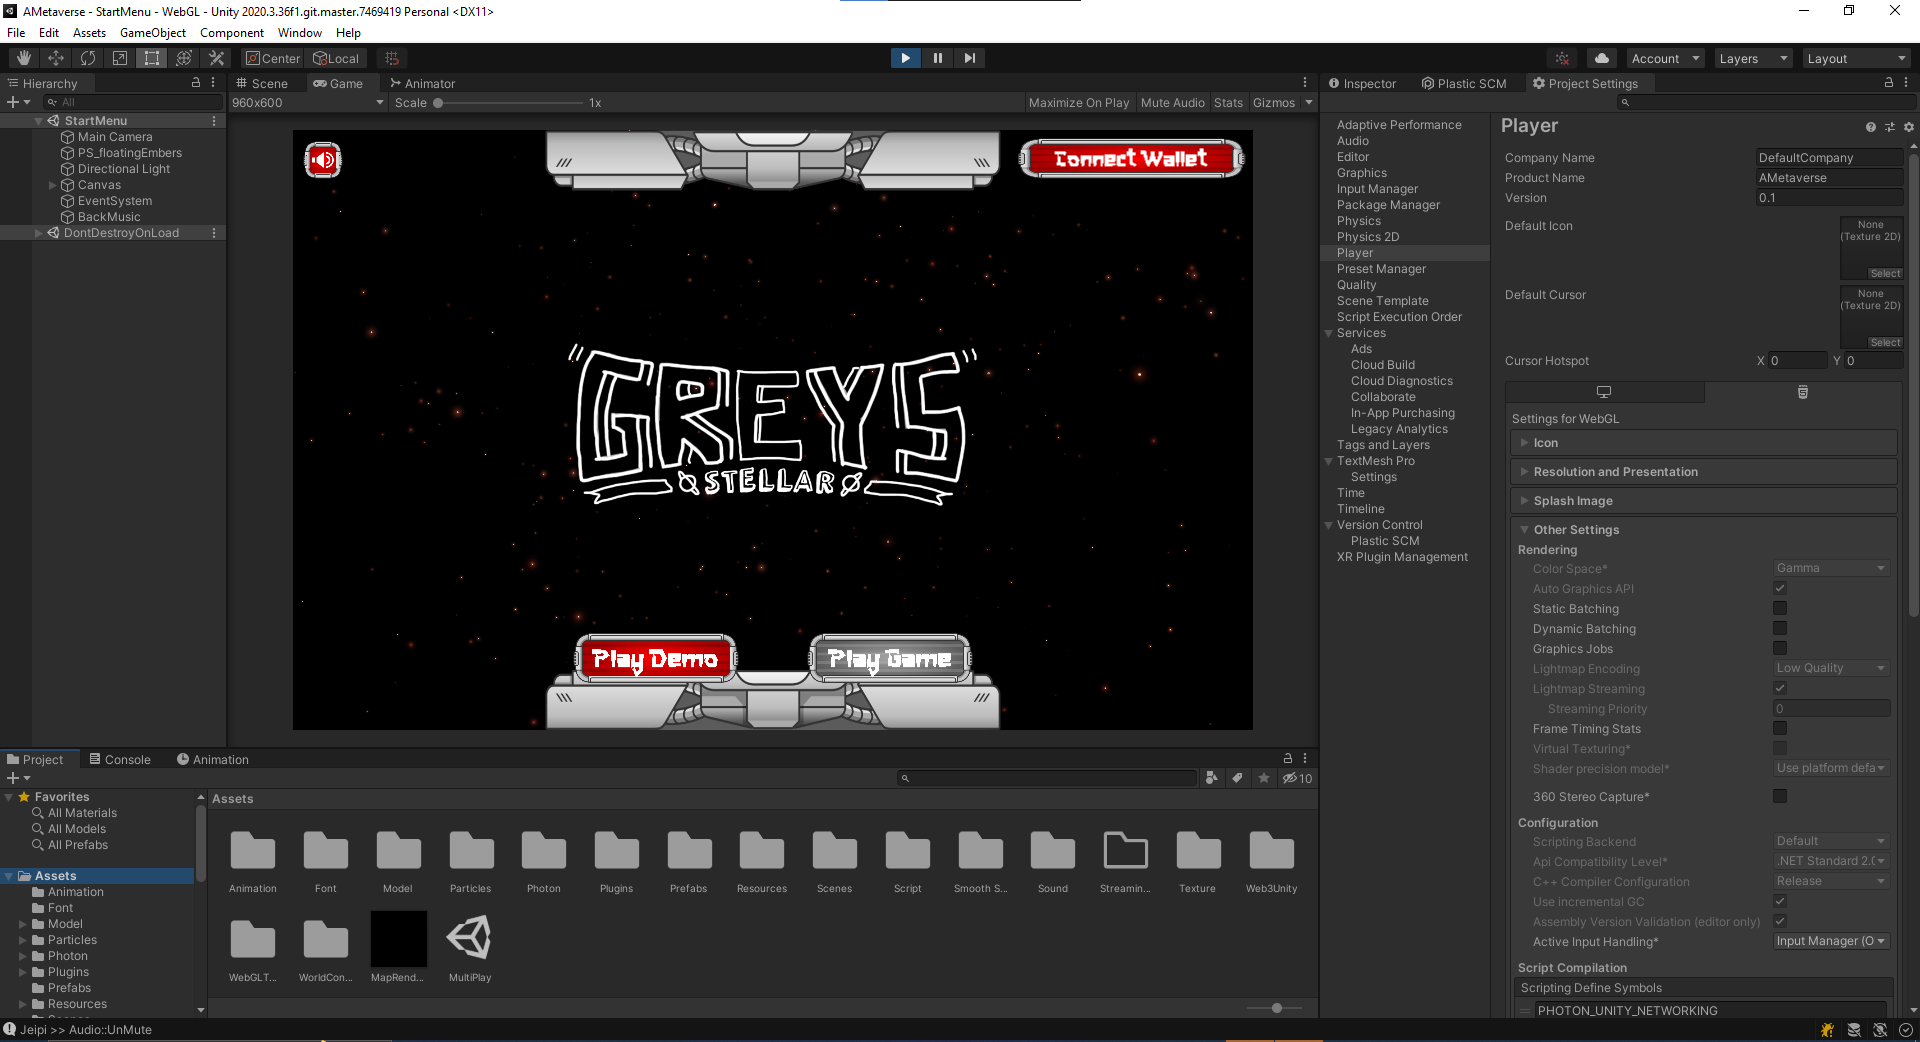 AMetaverse - StartMenu - WebGL - Unity 2020.3.36f1.git.master.7469419 Personal <DX11>
File Edit Assets GameObject Component Window Help
Center Local
Account Layers Layout
Hierarchy
All
StartMenu
Main Camera
PS_floatingEmbers
Directional Light
Canvas
EventSystem
BackMusic
DontDestroyOnLoad
Scene Game Animator
960x600 Scale 1x Maximize On Play Mute Audio Stats Gizmos
Connect Wallet
GREYS
STELLAR
Play Demo Play Game
Inspector Plastic SCM Project Settings
Adaptive Performance
Audio
Editor
Graphics
Input Manager
Package Manager
Physics
Physics 2D
Player
Preset Manager
Quality
Scene Template
Script Execution Order
Services
Ads
Cloud Build
Cloud Diagnostics
Collaborate
In-App Purchasing
Legacy Analytics
Tags and Layers
TextMesh Pro
Settings
Time
Timeline
Version Control
Plastic SCM
XR Plugin Management
Player
Company Name DefaultCompany
Product Name AMetaverse
Version 0.1
Default Icon
None
(Texture 2D)
Select
Default Cursor
None
(Texture 2D)
Select
Cursor Hotspot X 0 Y 0
Settings for WebGL
Icon
Resolution and Presentation
Splash Image
Other Settings
Rendering
Color Space* Gamma
Auto Graphics API
Static Batching
Dynamic Batching
Graphics Jobs
Lightmap Encoding Low Quality
Lightmap Streaming
Streaming Priority 0
Frame Timing Stats
Virtual Texturing*
Shader precision model* Use platform defa
360 Stereo Capture*
Configuration
Scripting Backend Default
Api Compatibility Level* .NET Standard 2.0
C++ Compiler Configuration Release
Use incremental GC
Assembly Version Validation (editor only)
Active Input Handling* Input Manager (O
Script Compilation
Scripting Define Symbols
PHOTON_UNITY_NETWORKING
Project Console Animation
10
Favorites
All Materials
All Models
All Prefabs
Assets
Animation
Font
Model
Particles
Photon
Plugins
Prefabs
Resources
Assets
Animation Font Model Particles Photon Plugins Prefabs Resources Scenes Script Smooth S... Sound Streamin... Texture Web3Unity
WebGLT... WorldCon... MapRend... MultiPlay
Jeipi >> Audio::UnMute